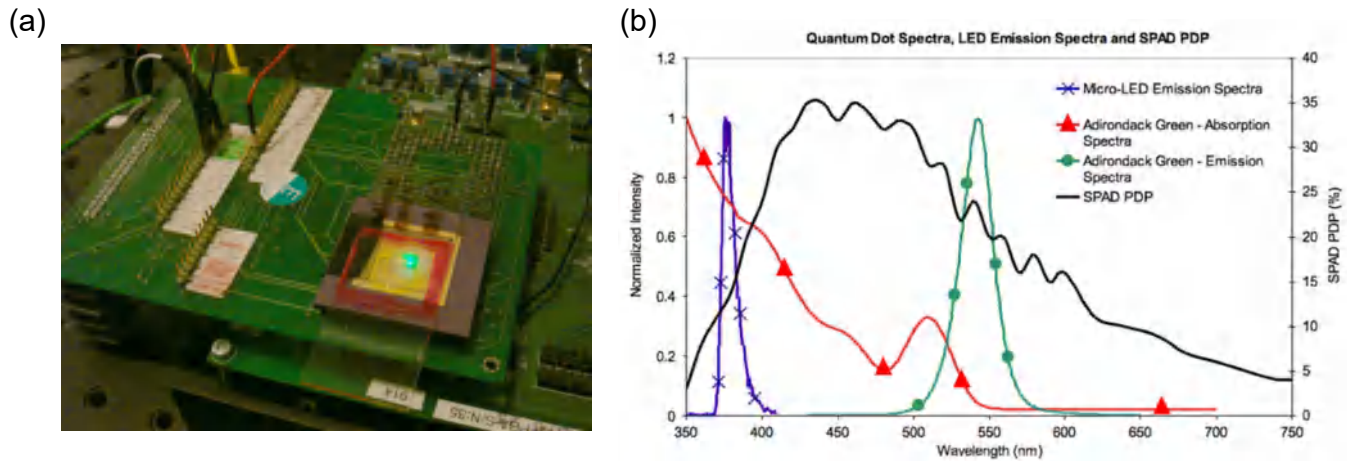 (a)
(b)
Quantum Dot Spectra, LED Emission Spectra and SPAD PDP
Micro-LED Emission Spectra
Adirondack Green - Absorption
Spectra
Adirondack Green - Emission
Spectra
SPAD PDP
Normalized Intensity
1.2
1
0.8
0.6
0.4
0.2
0
SPAD PDP (%)
40
35
30
25
20
15
10
5
0
350 400 450 500 550 600 650 700 750
Wavelength (nm)
014